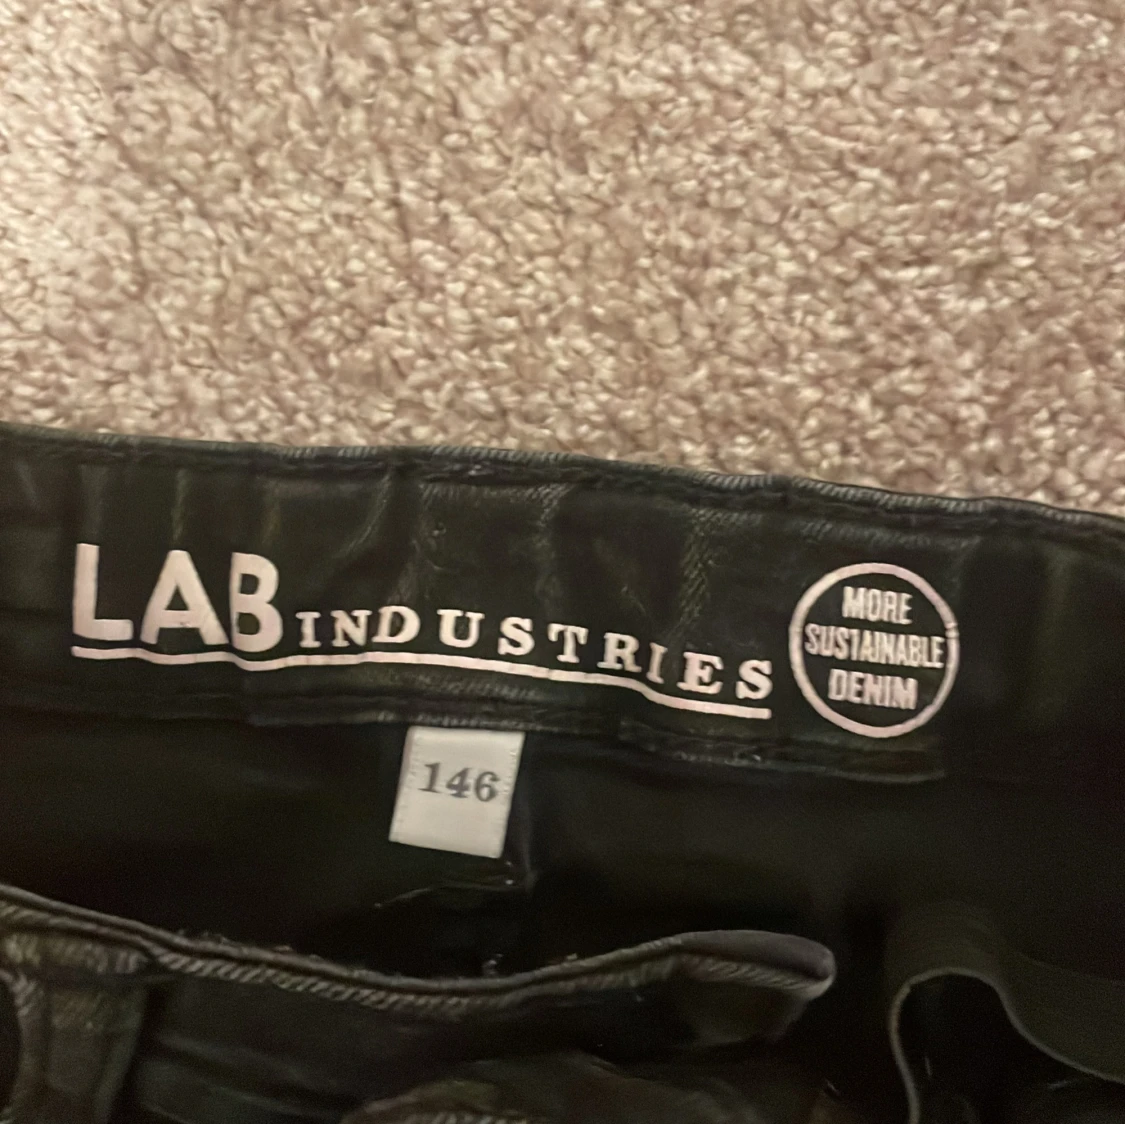 LAB INDUSTRIES
MORE
SUSTAINABLE
DENIM
146